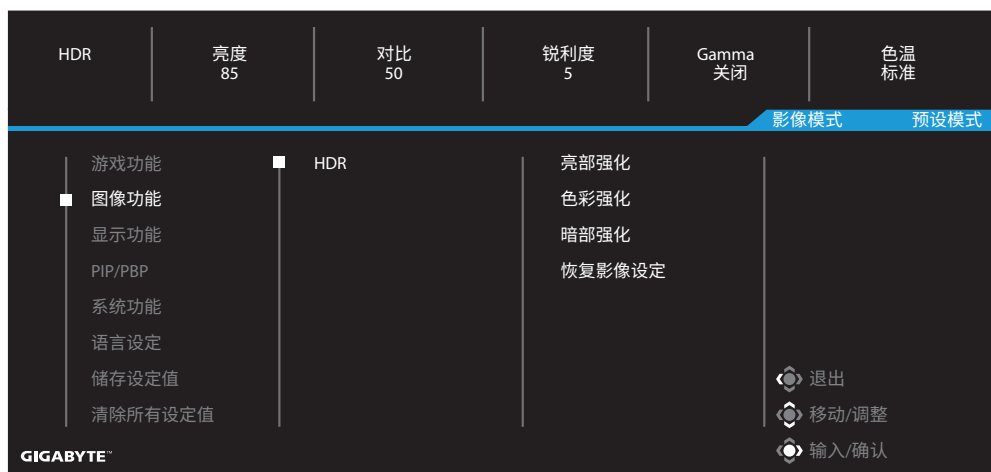 HDR
亮度
85
对比
50
锐利度
5
Gamma
关闭
色温
标准
影像模式 预设模式
游戏功能
图像功能
显示功能
PIP/PBP
系统功能
语言设定
储存设定值
清除所有设定值
HDR
亮部强化
色彩强化
暗部强化
恢复影像设定
退出
移动/调整
输入/确认
GIGABYTE™